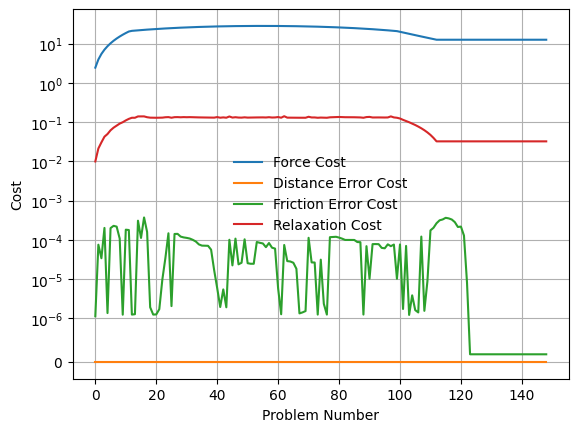 10¹
10⁰
10⁻¹
10⁻²
10⁻³
10⁻⁴
10⁻⁵
10⁻⁶
0
Cost
Force Cost
Distance Error Cost
Friction Error Cost
Relaxation Cost
0 20 40 60 80 100 120 140
Problem Number